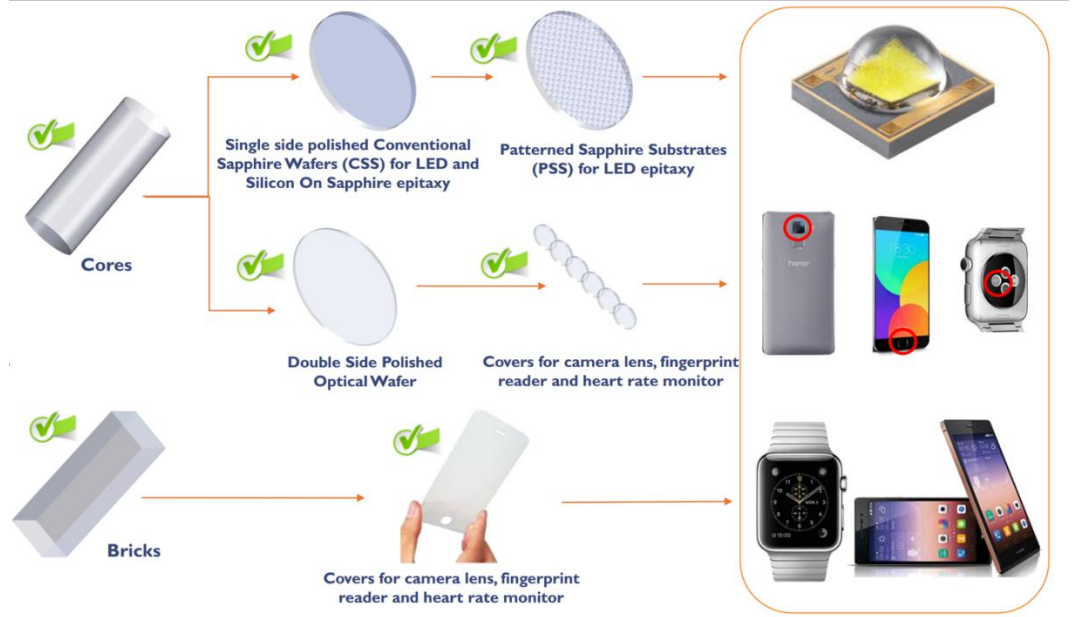 Single side polished Conventional
Sapphire Wafers (CSS) for LED and
Silicon On Sapphire epitaxy
Patterned Sapphire Substrates
(PSS) for LED epitaxy
Cores
honor
18:30
Double Side Polished
Optical Wafer
Covers for camera lens, fingerprint
reader and heart rate monitor
Bricks
Covers for camera lens, fingerprint
reader and heart rate monitor